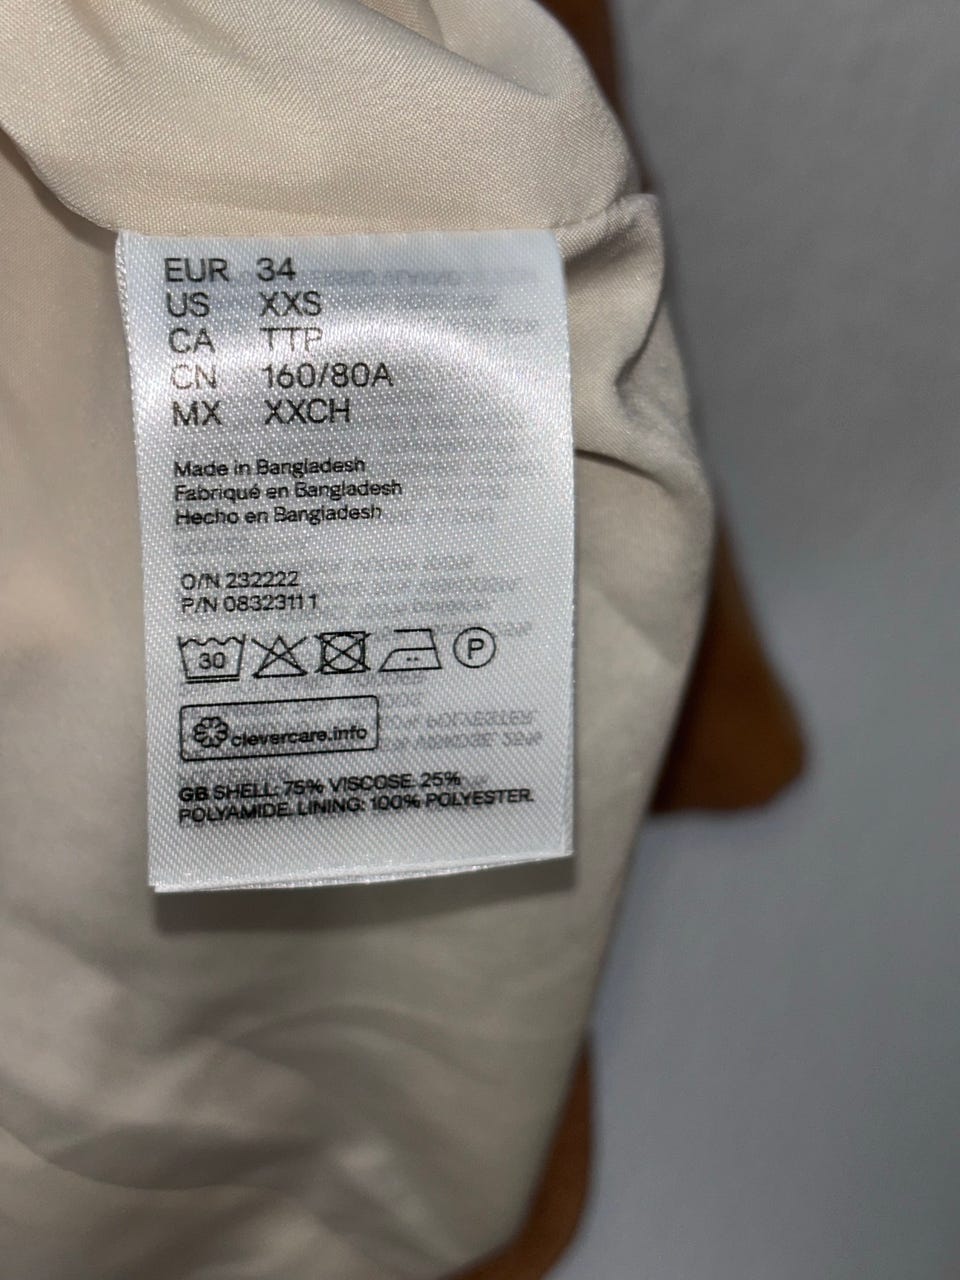 EUR 34
US XXS
CA TTP
CN 160/80A
MX XXCH
Made in Bangladesh
Fabriqué en Bangladesh
Hecho en Bangladesh
O/N 232222
P/N 08323111
30 P
clevercare.info
GB SHELL: 75% VISCOSE. 25%
POLYAMIDE. LINING: 100% POLYESTER.